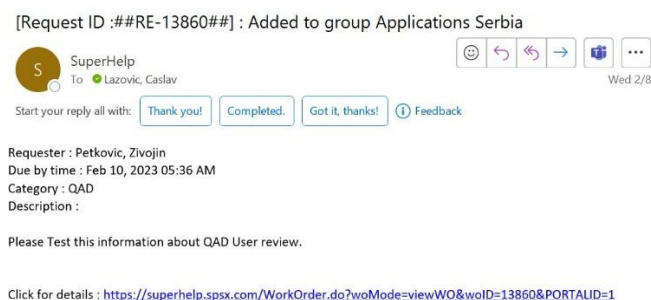 [Request ID :##RE-13860##] : Added to group Applications Serbia
S
SuperHelp
To Lazovic, Caslav
Wed 2/8
Start your reply all with: Thank you! Completed. Got it, thanks! Feedback
Requester : Petkovic, Zivojin
Due by time : Feb 10, 2023 05:36 AM
Category : QAD
Description :
Please Test this information about QAD User review.
Click for details : https://superhelp.spsx.com/WorkOrder.do?woMode=viewWO&woID=13860&PORTALID=1